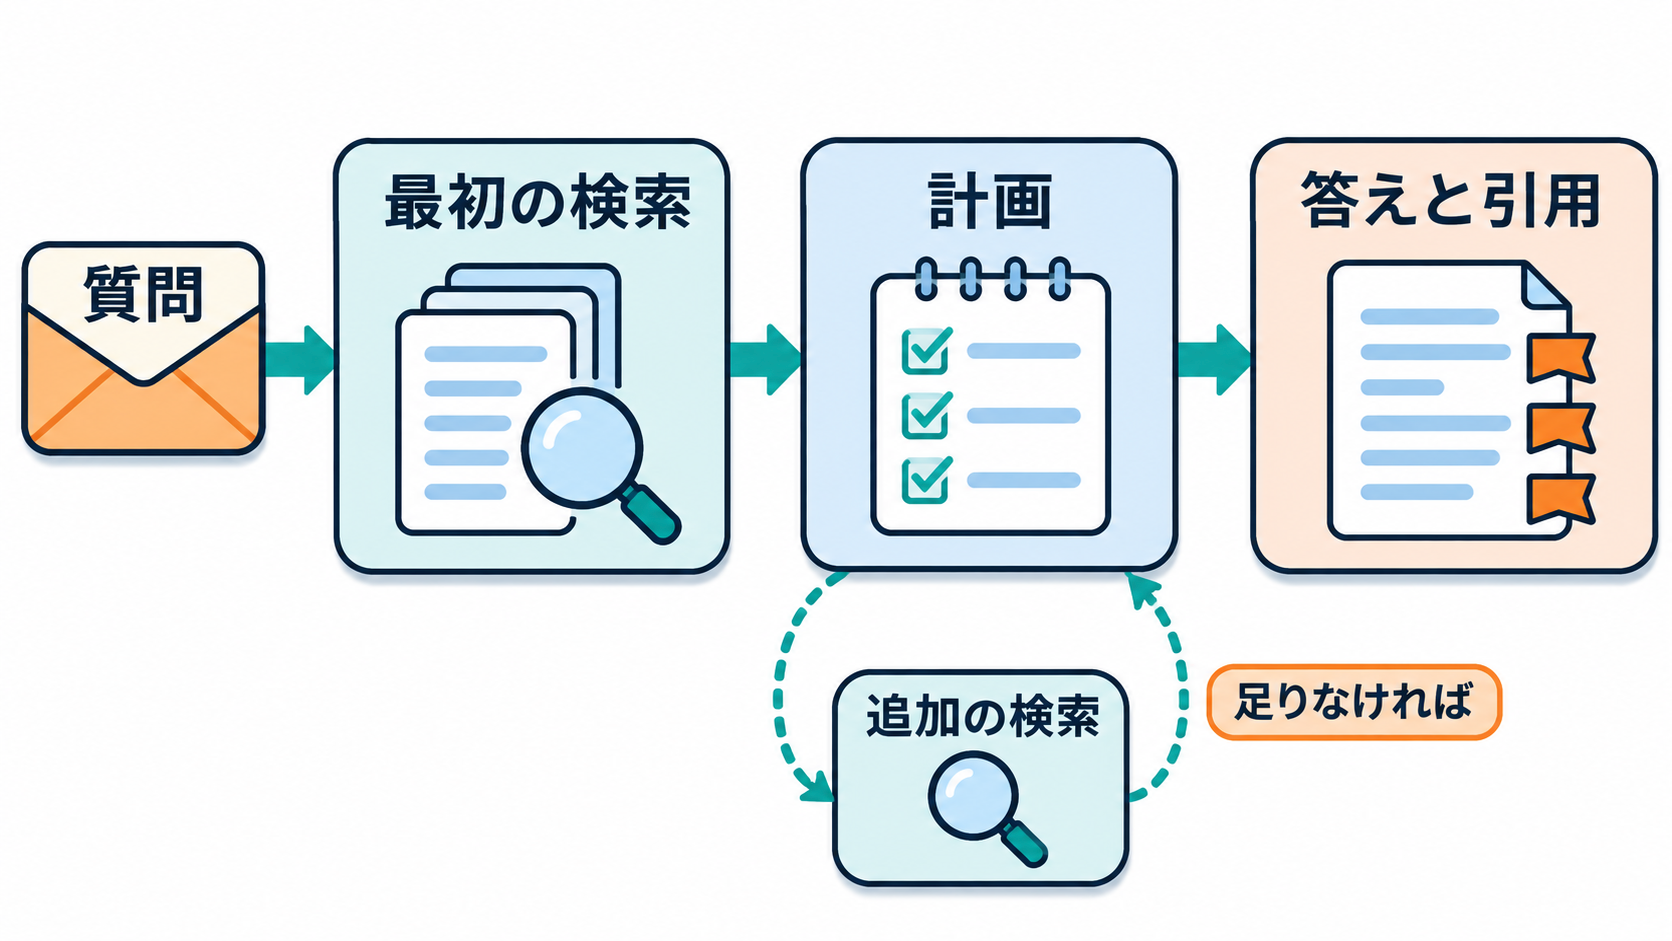 質問
最初の検索
計画
答えと引用
追加の検索
足りなければ